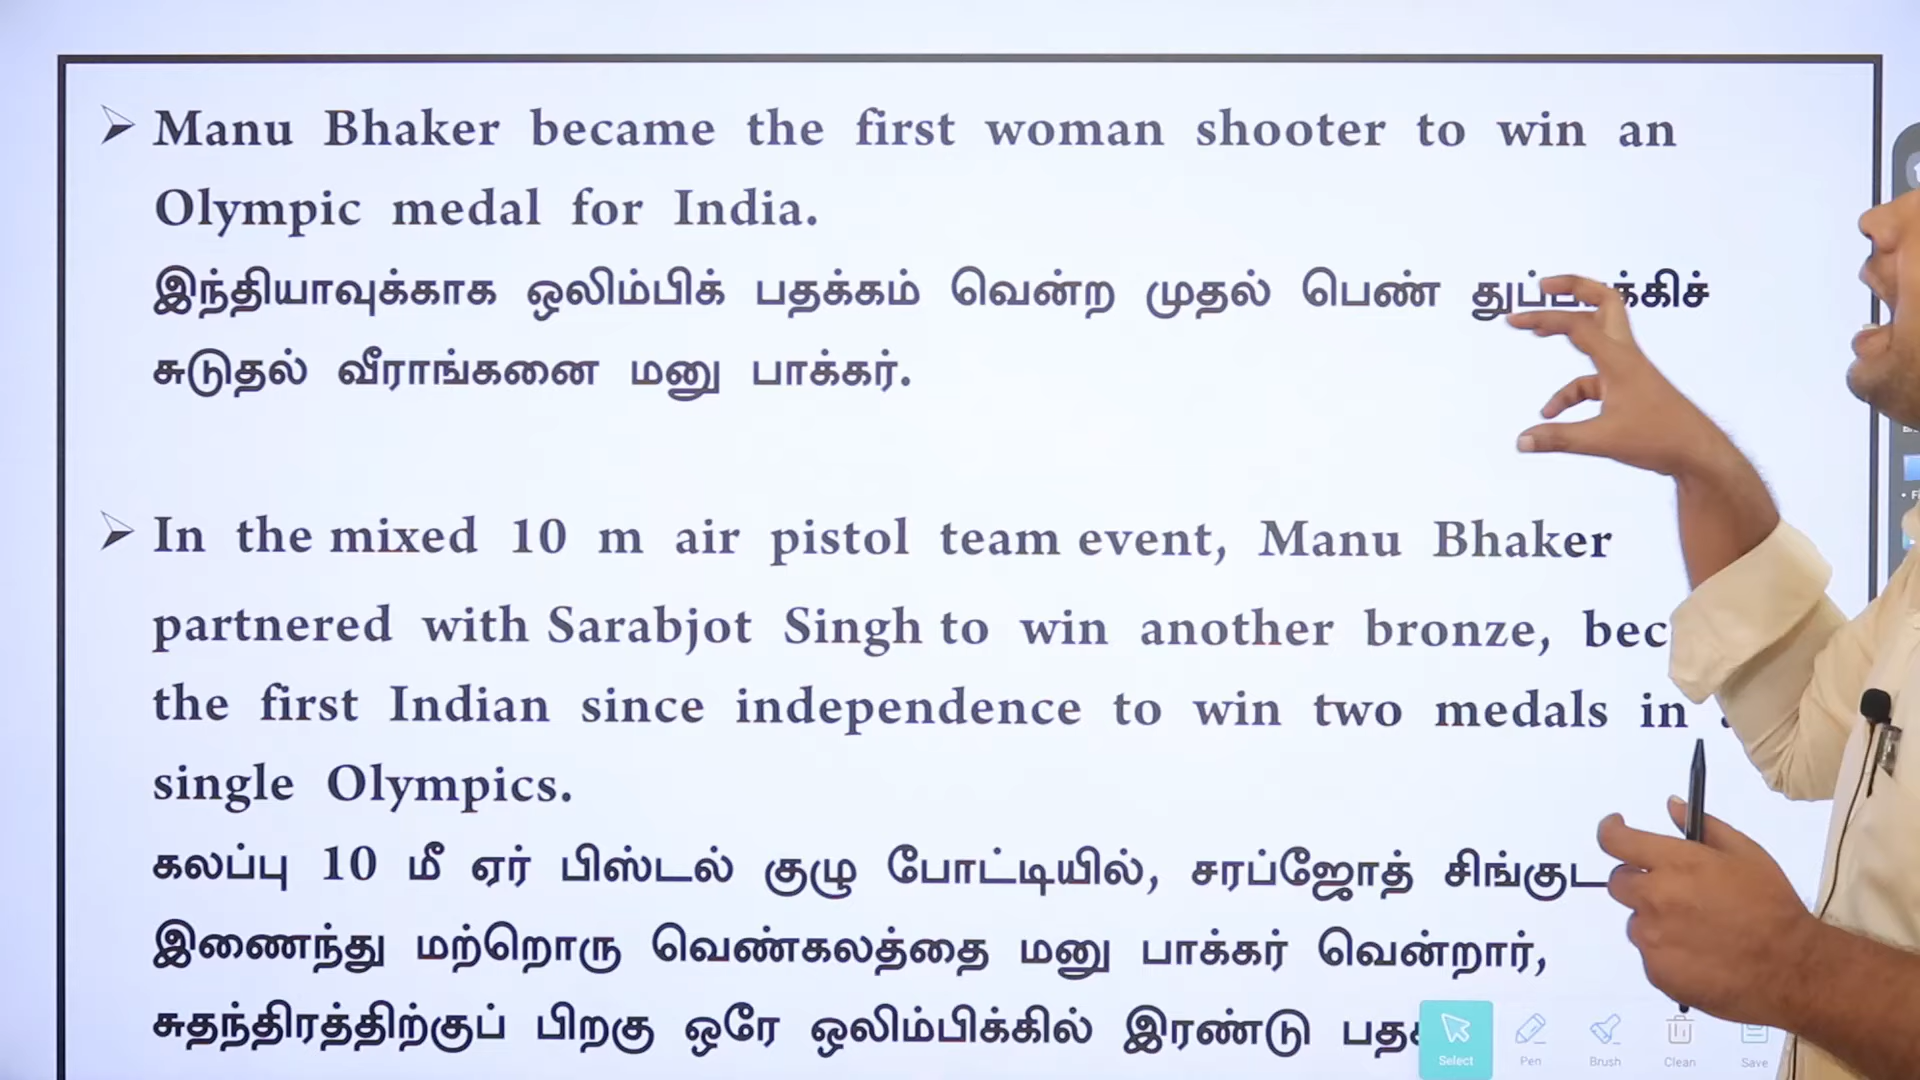 Manu Bhaker became the first woman shooter to win an
Olympic medal for India.
இந்தியாவுக்காக ஒலிம்பிக் பதக்கம் வென்ற முதல் பெண்
சுடுதல் வீராங்கனை மனு பாக்கர்.
In the mixed 10 m air pistol team event, Manu Bhaker
partnered with Sarabjot Singh to win another bronze,
the first Indian since independence to win two medals in
single Olympics.
கலப்பு 10 மீ ஏர் பிஸ்டல் குழு போட்டியில், சரப்ஜோத்
இணைந்து மற்றொரு வெண்கலத்தை மனு பாக்கர் வென்றார்,
சுதந்திரத்திற்குப் பிறகு ஒரே ஒலிம்பிக்கில் இரண்டு
Select Pen Brush Clean Save